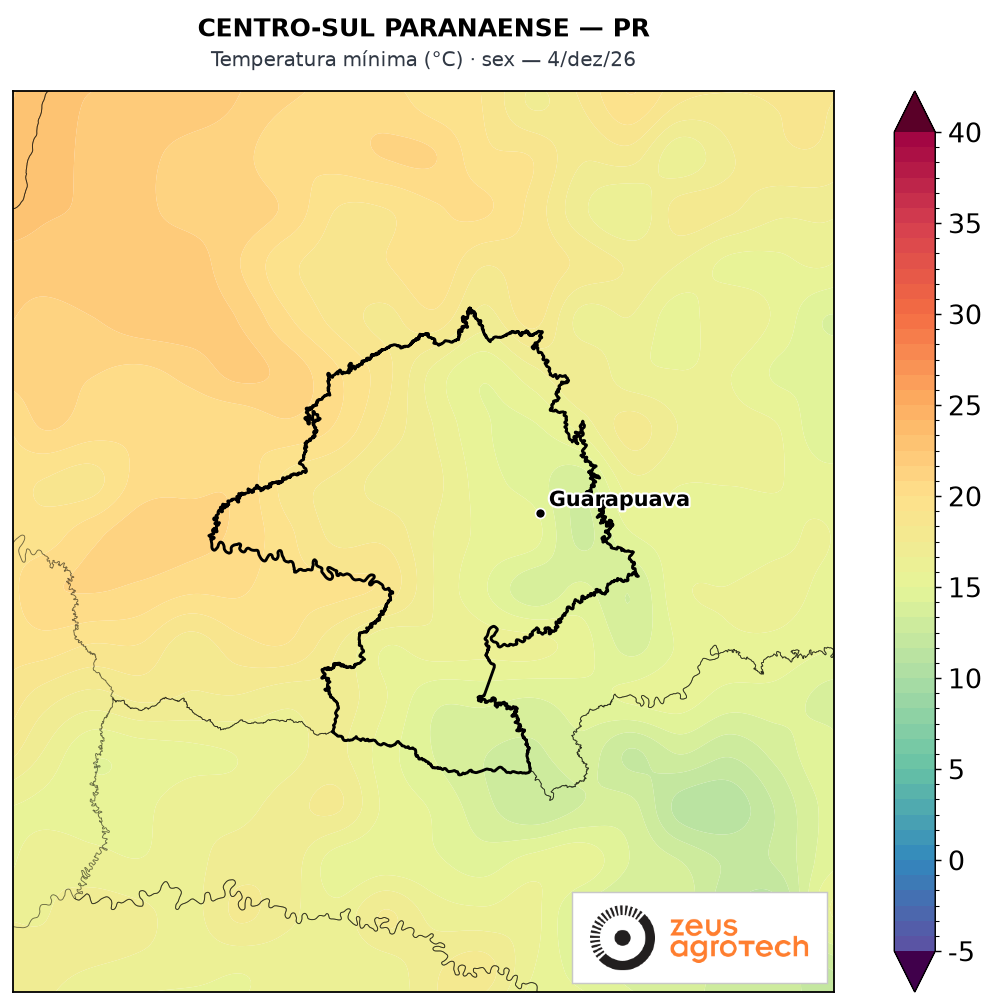 CENTRO-SUL PARANAENSE — PR
Temperatura mínima (°C) · sex — 4/dez/26
40
35
30
25
20
15
10
5
0
-5
Guarapuava
zeus
agrotech